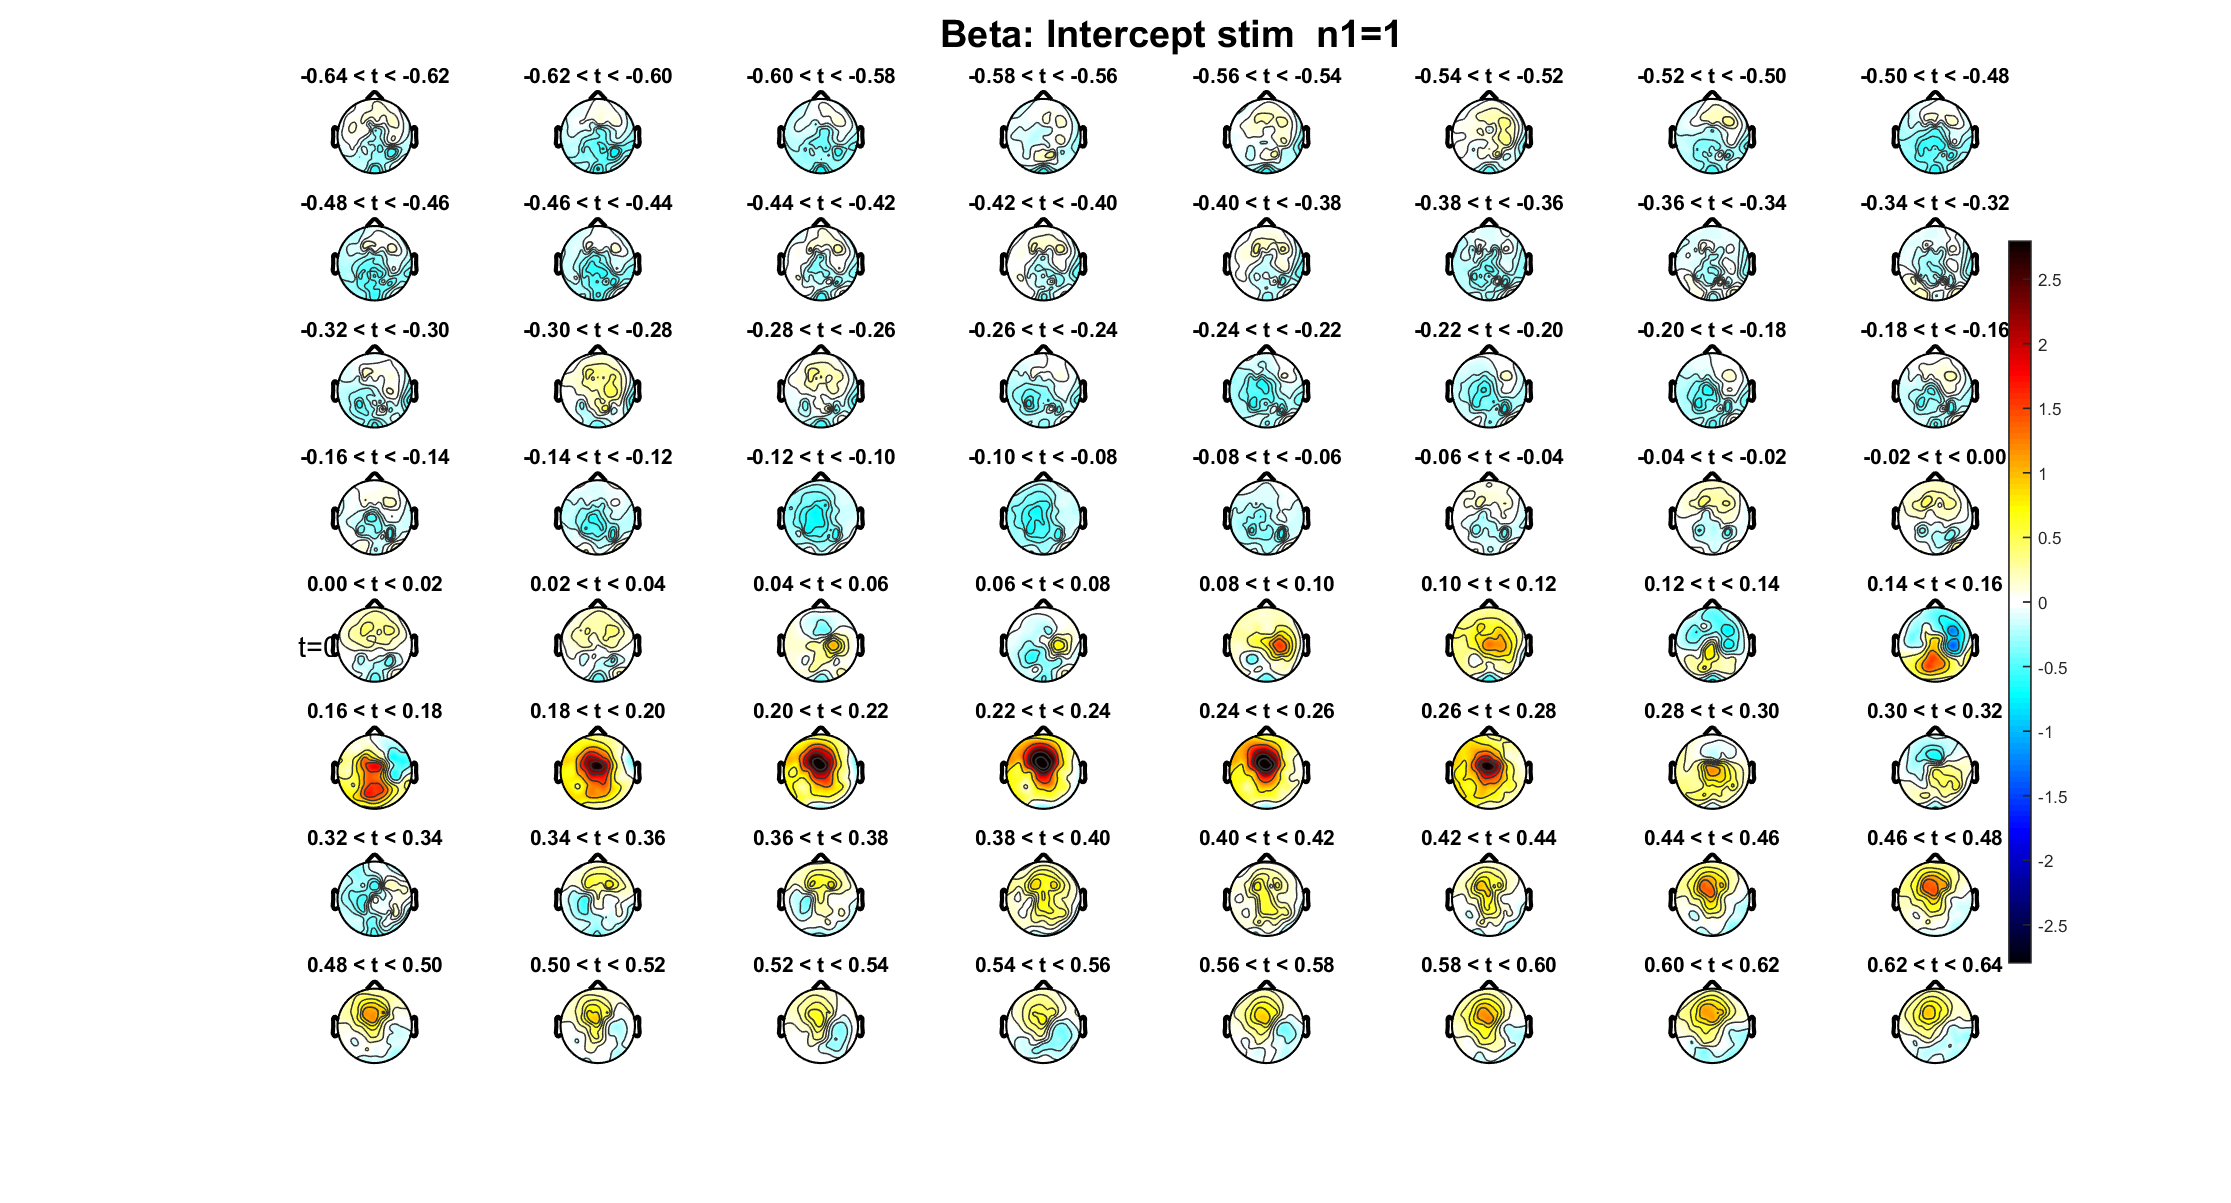 Beta: Intercept stim  n1=1
-0.64 < t < -0.62 -0.62 < t < -0.60 -0.60 < t < -0.58 -0.58 < t < -0.56 -0.56 < t < -0.54 -0.54 < t < -0.52 -0.52 < t < -0.50 -0.50 < t < -0.48
-0.48 < t < -0.46 -0.46 < t < -0.44 -0.44 < t < -0.42 -0.42 < t < -0.40 -0.40 < t < -0.38 -0.38 < t < -0.36 -0.36 < t < -0.34 -0.34 < t < -0.32
-0.32 < t < -0.30 -0.30 < t < -0.28 -0.28 < t < -0.26 -0.26 < t < -0.24 -0.24 < t < -0.22 -0.22 < t < -0.20 -0.20 < t < -0.18 -0.18 < t < -0.16
-0.16 < t < -0.14 -0.14 < t < -0.12 -0.12 < t < -0.10 -0.10 < t < -0.08 -0.08 < t < -0.06 -0.06 < t < -0.04 -0.04 < t < -0.02 -0.02 < t < 0.00
0.00 < t < 0.02 0.02 < t < 0.04 0.04 < t < 0.06 0.06 < t < 0.08 0.08 < t < 0.10 0.10 < t < 0.12 0.12 < t < 0.14 0.14 < t < 0.16
t=0
0.16 < t < 0.18 0.18 < t < 0.20 0.20 < t < 0.22 0.22 < t < 0.24 0.24 < t < 0.26 0.26 < t < 0.28 0.28 < t < 0.30 0.30 < t < 0.32
0.32 < t < 0.34 0.34 < t < 0.36 0.36 < t < 0.38 0.38 < t < 0.40 0.40 < t < 0.42 0.42 < t < 0.44 0.44 < t < 0.46 0.46 < t < 0.48
0.48 < t < 0.50 0.50 < t < 0.52 0.52 < t < 0.54 0.54 < t < 0.56 0.56 < t < 0.58 0.58 < t < 0.60 0.60 < t < 0.62 0.62 < t < 0.64
2.5
2
1.5
1
0.5
0
-0.5
-1
-1.5
-2
-2.5